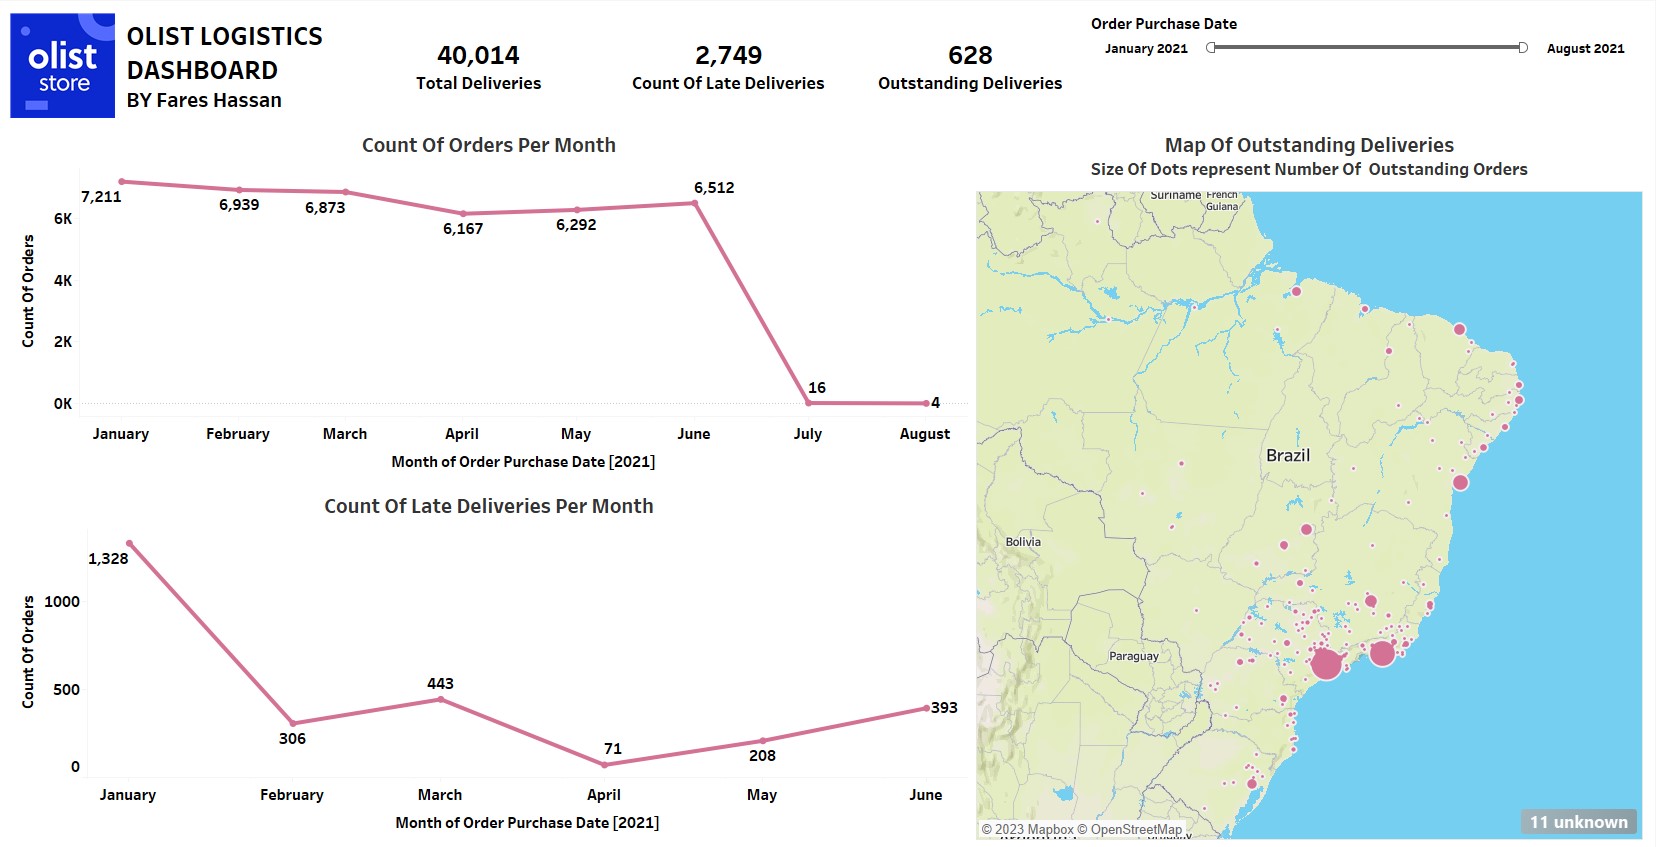 olist
store
OLIST LOGISTICS
DASHBOARD
BY Fares Hassan
40,014
Total Deliveries
2,749
Count Of Late Deliveries
628
Outstanding Deliveries
Order Purchase Date
January 2021
August 2021
Count Of Orders Per Month
Count Of Orders
6K
4K
2K
0K
7,211
6,939
6,873
6,167
6,292
6,512
16
4
January
February
March
April
May
June
July
August
Month of Order Purchase Date [2021]
Count Of Late Deliveries Per Month
Count Of Orders
1000
500
0
1,328
306
443
71
208
393
January
February
March
April
May
June
Month of Order Purchase Date [2021]
Map Of Outstanding Deliveries
Size Of Dots represent Number Of Outstanding Orders
Suriname
French
Guiana
Brazil
Bolivia
Paraguay
© 2023 Mapbox © OpenStreetMap
11 unknown